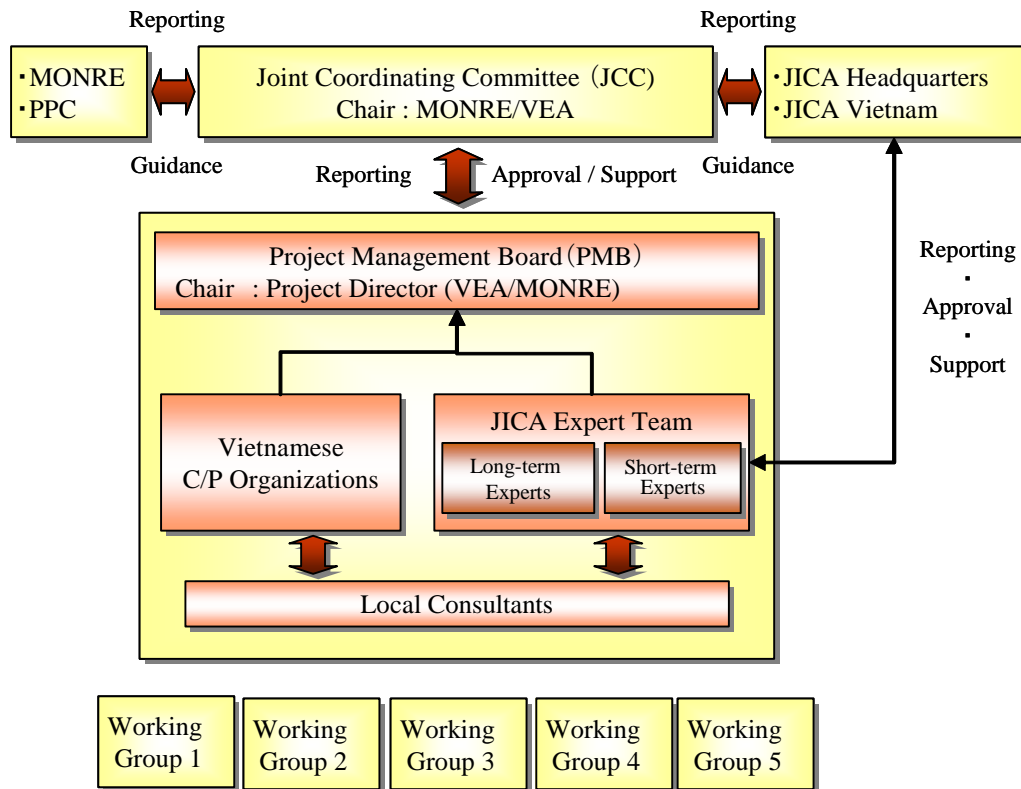 Reporting
Reporting
・MONRE
・PPC
Joint Coordinating Committee（JCC）
Chair : MONRE/VEA
・JICA Headquarters
・JICA Vietnam
Guidance
Reporting
Approval / Support
Guidance
Project Management Board（PMB）
Chair : Project Director (VEA/MONRE)
Reporting
・
Approval
・
Support
Vietnamese
C/P Organizations
JICA Expert Team
Long-term
Experts
Short-term
Experts
Local Consultants
Working
Group 1
Working
Group 2
Working
Group 3
Working
Group 4
Working
Group 5